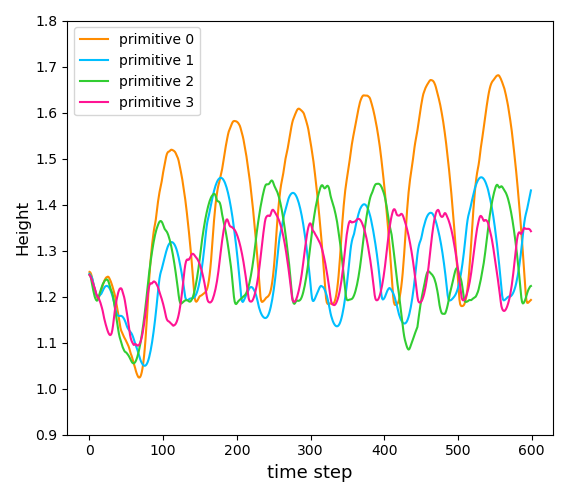 1.8
1.7
1.6
1.5
1.4
1.3
1.2
1.1
1.0
0.9
Height
primitive 0
primitive 1
primitive 2
primitive 3
0 100 200 300 400 500 600
time step